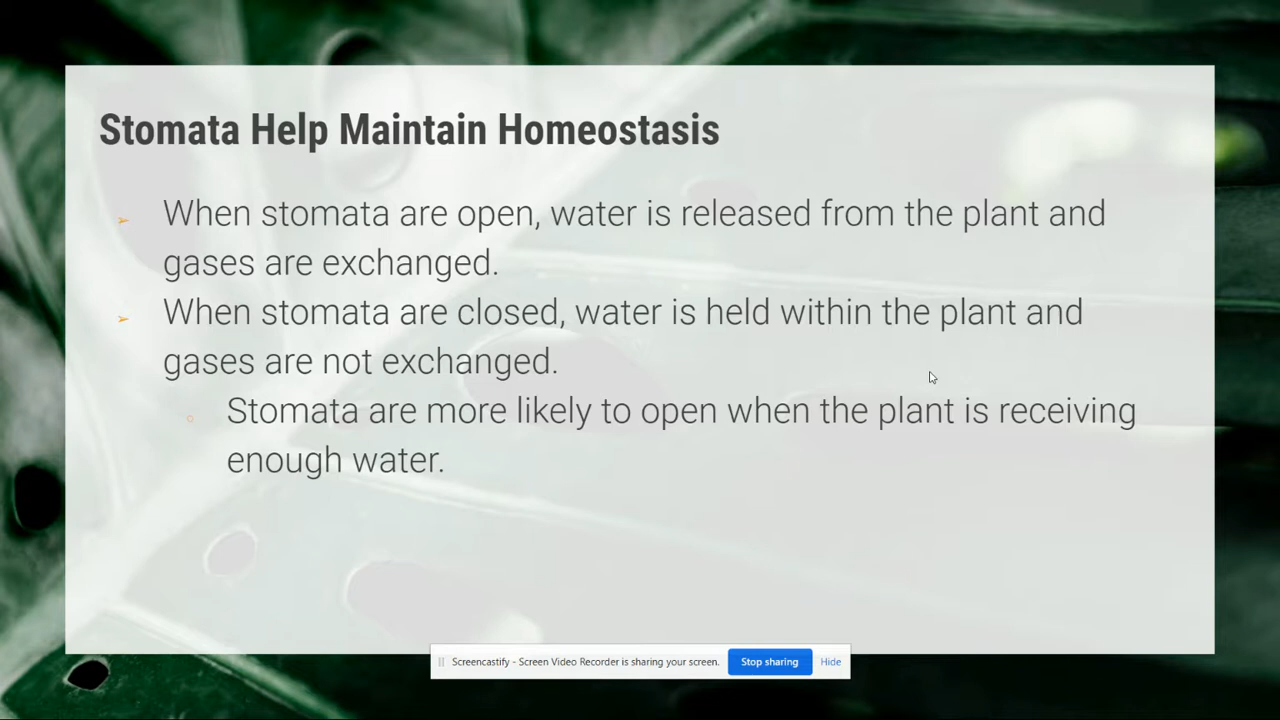 Stomata Help Maintain Homeostasis
When stomata are open, water is released from the plant and
gases are exchanged.
When stomata are closed, water is held within the plant and
gases are not exchanged.
Stomata are more likely to open when the plant is receiving
enough water.
Screencastify - Screen Video Recorder is sharing your screen. Stop sharing Hide